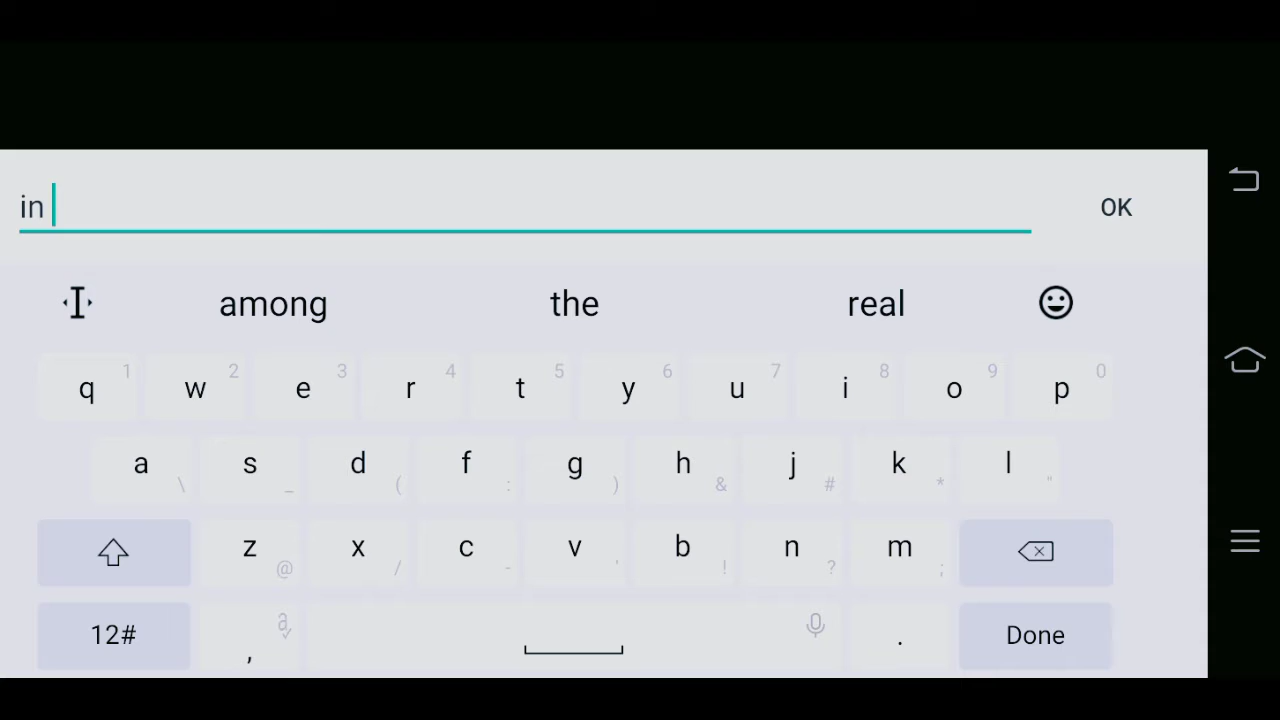 in
OK
among the real
q 1 w 2 e 3 r 4 t 5 y 6 u 7 i 8 o 9 p 0
a \ s _ d ( f : g ) h & j # k * l "
z @ x / c - v ' b ! n ? m ;
12# , a . Done